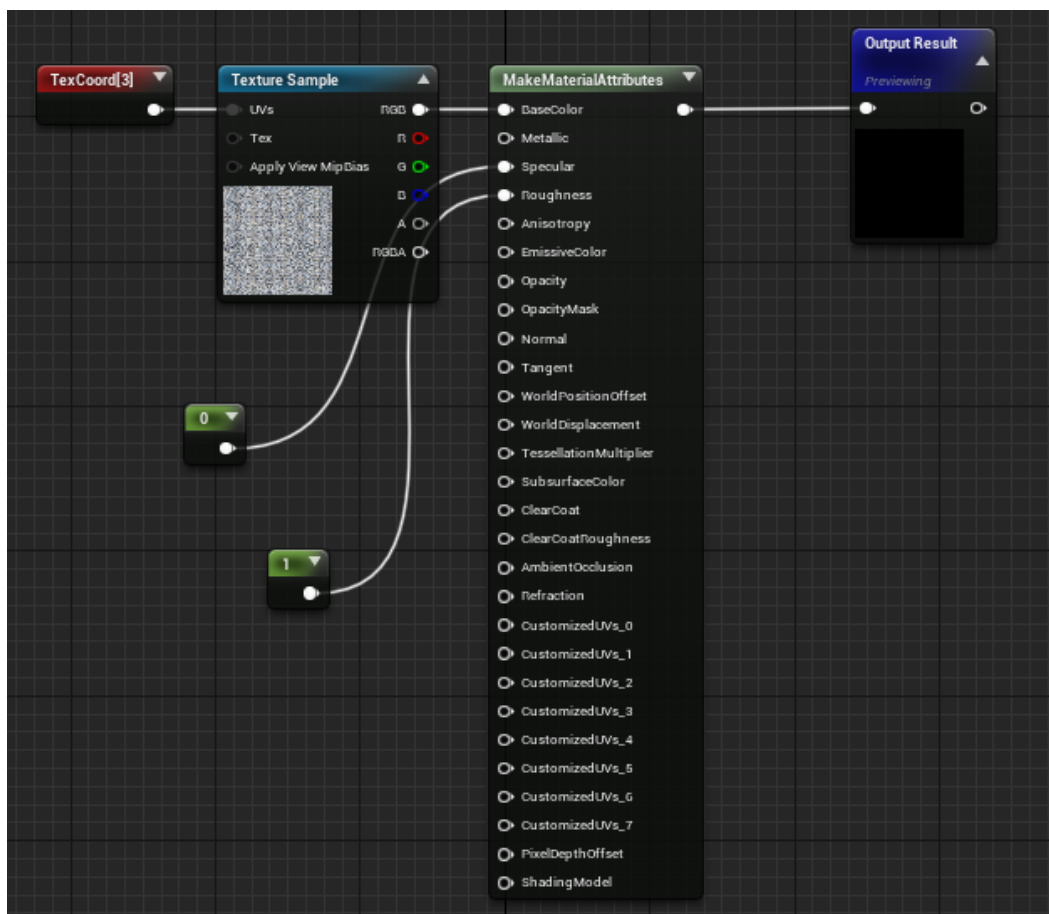 TexCoord[3]
Texture Sample
UVs
RGB
Tex
R
Apply View MipBias
G
B
A
RGBA
0
1
MakeMaterialAttributes
BaseColor
Metallic
Specular
Roughness
Anisotropy
EmissiveColor
Opacity
OpacityMask
Normal
Tangent
WorldPositionOffset
WorldDisplacement
TessellationMultiplier
SubsurfaceColor
ClearCoat
ClearCoatRoughness
AmbientOcclusion
Refraction
CustomizedUVs_0
CustomizedUVs_1
CustomizedUVs_2
CustomizedUVs_3
CustomizedUVs_4
CustomizedUVs_5
CustomizedUVs_6
CustomizedUVs_7
PixelDepthOffset
ShadingModel
Output Result
Previewing